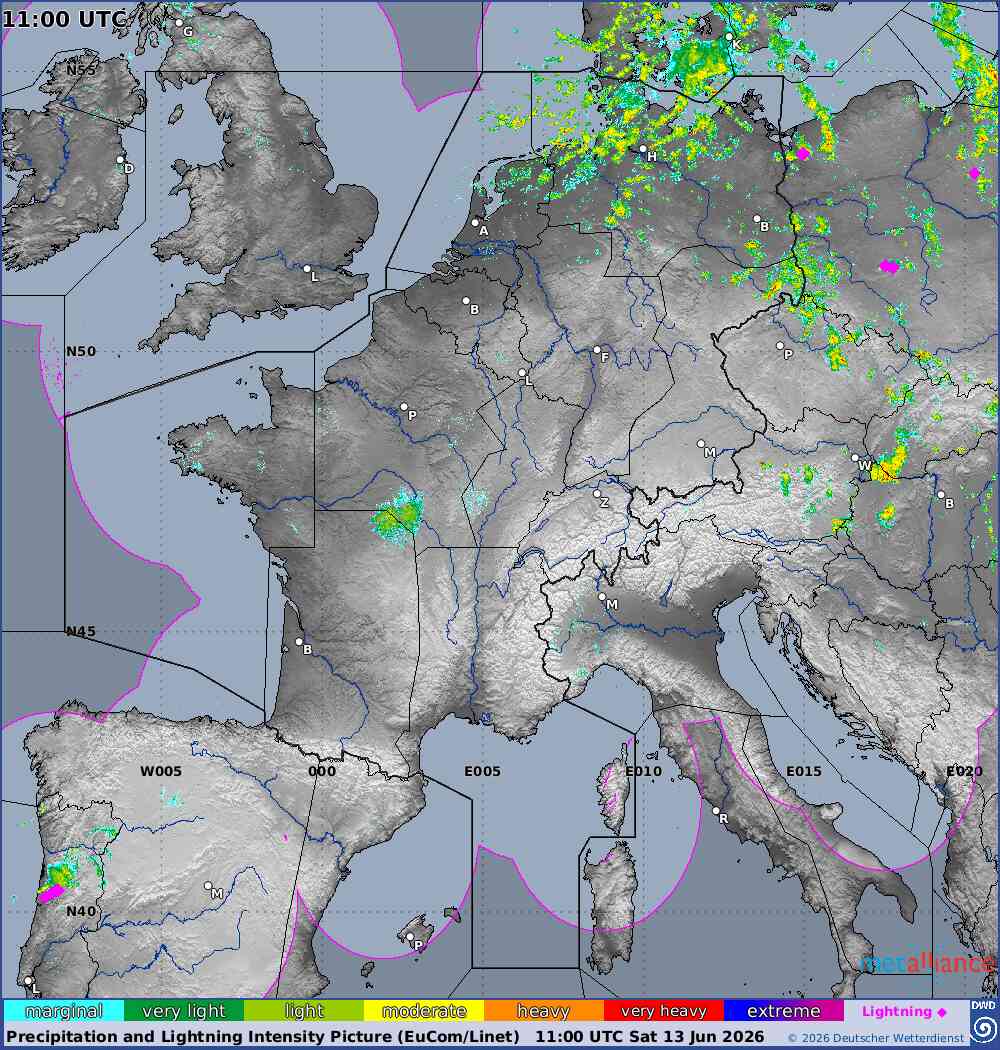 11:00 UTC
G
K
N55
H
D
A
B
L
B
N50
F
P
L
P
M
W
Z
B
M
N45
B
W005
000
E005
E010
E015
E020
R
M
N40
P
L
metalliance
marginal very light light moderate heavy very heavy extreme Lightning ◆
DWD
Precipitation and Lightning Intensity Picture (EuCom/Linet) 11:00 UTC Sat 13 Jun 2026 © 2026 Deutscher Wetterdienst